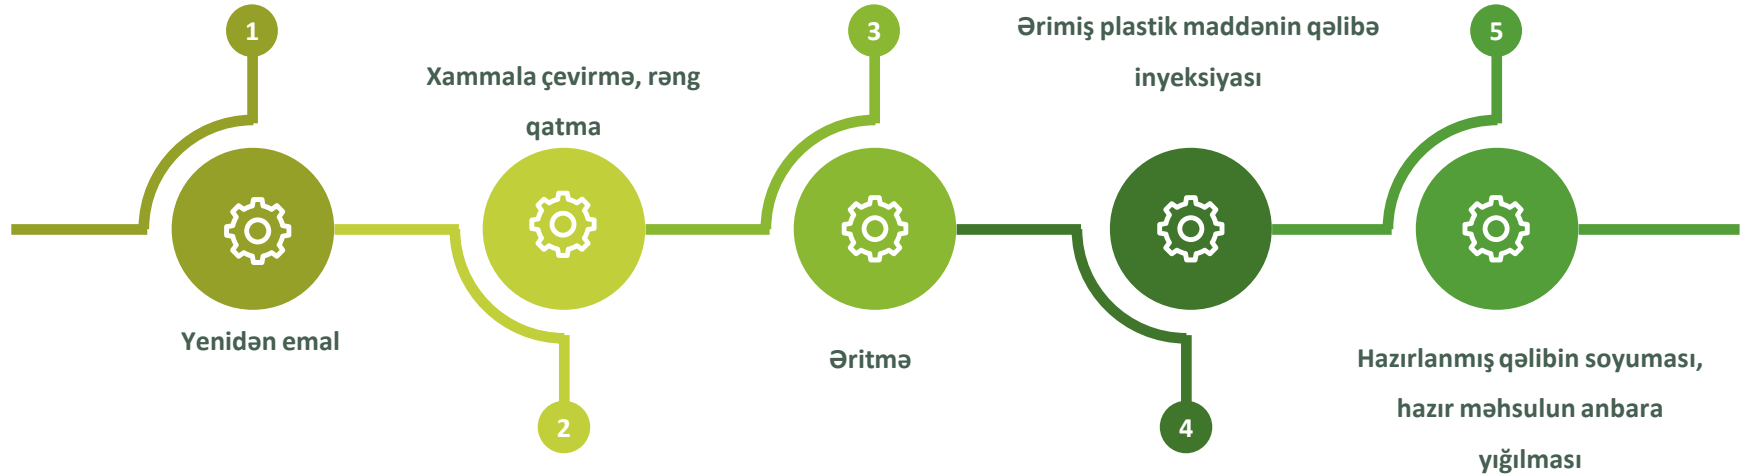 1
Yenidən emal
Xammala çevirmə, rəng
qatma
2
3
Əritmə
Ərimiş plastik maddənin qəlibə
inyeksiyası
4
5
Hazırlanmış qəlibin soyuması,
hazır məhsulun anbara
yığılması